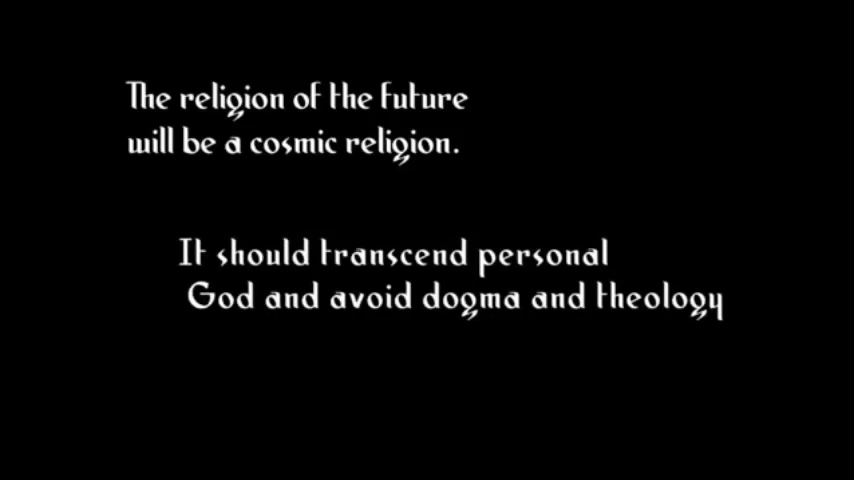 The religion of the future
will be a cosmic religion.
It should transcend personal
God and avoid dogma and theology